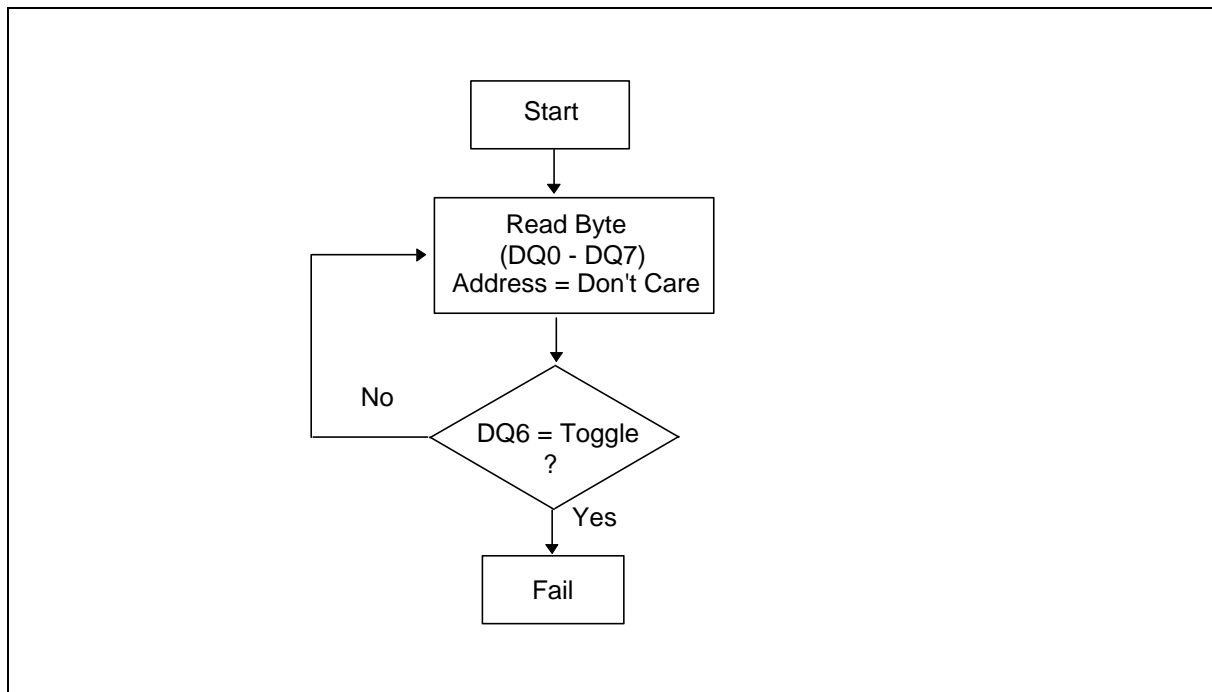 Start
Read Byte
(DQ0 - DQ7)
Address = Don't Care
No
DQ6 = Toggle
?
Yes
Fail